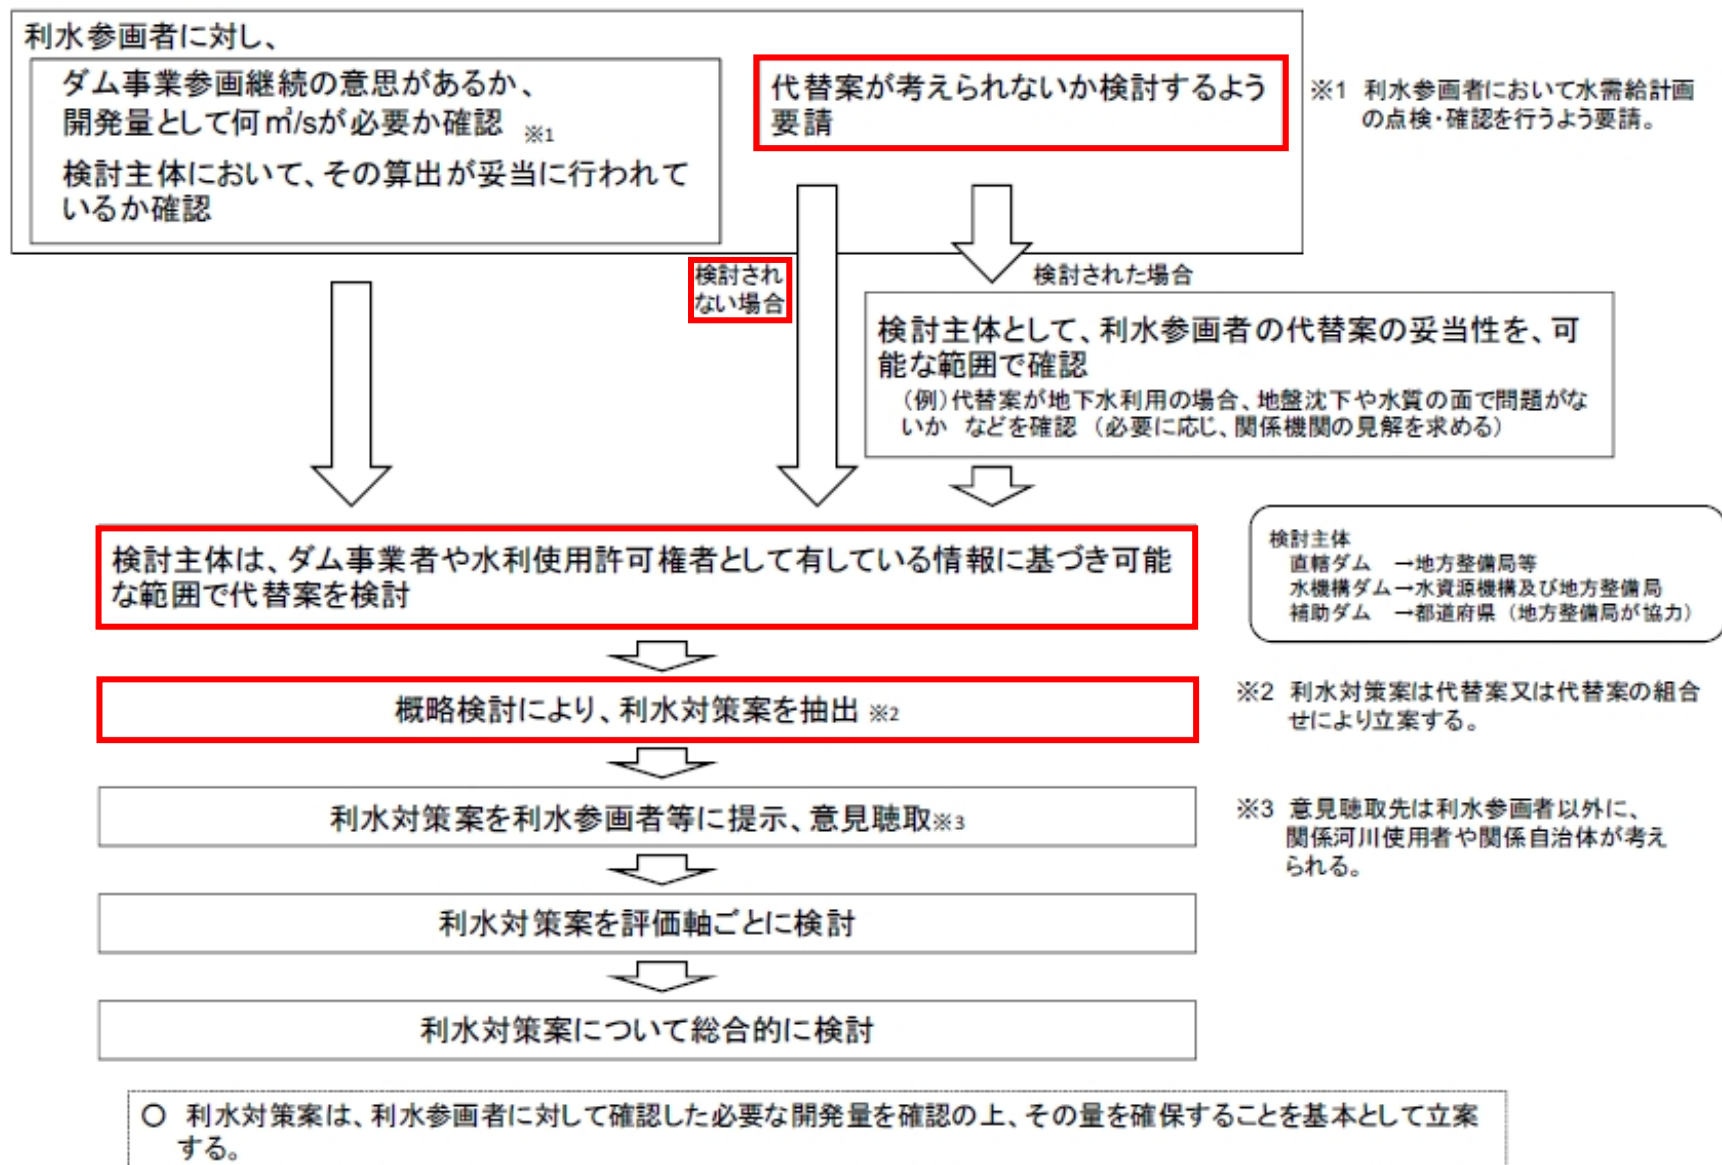 利水参画者に対し、
ダム事業参画継続の意思があるか、
開発量として何㎥/sが必要か確認 ※1
検討主体において、その算出が妥当に行われて
いるか確認
代替案が考えられないか検討するよう
要請
※1 利水参画者において水需給計画
の点検・確認を行うよう要請。
検討され
ない場合
検討された場合
検討主体として、利水参画者の代替案の妥当性を、可
能な範囲で確認
（例）代替案が地下水利用の場合、地盤沈下や水質の面で問題がな
いか などを確認 （必要に応じ、関係機関の見解を求める）
検討主体は、ダム事業者や水利使用許可権者として有している情報に基づき可能
な範囲で代替案を検討
検討主体
直轄ダム →地方整備局等
水機構ダム→水資源機構及び地方整備局
補助ダム →都道府県（地方整備局が協力）
概略検討により、利水対策案を抽出 ※2
※2 利水対策案は代替案又は代替案の組合
せにより立案する。
利水対策案を利水参画者等に提示、意見聴取※3
※3 意見聴取先は利水参画者以外に、
関係河川使用者や関係自治体が考え
られる。
利水対策案を評価軸ごとに検討
利水対策案について総合的に検討
○ 利水対策案は、利水参画者に対して確認した必要な開発量を確認の上、その量を確保することを基本として立案
する。